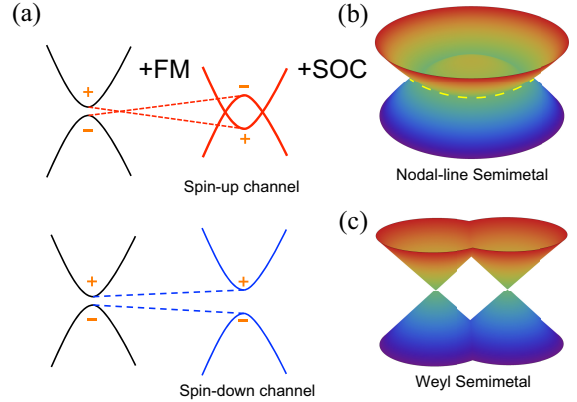 (a)
+FM
+SOC
+
−
−
+
Spin-up channel
+
−
+
−
Spin-down channel
(b)
Nodal-line Semimetal
(c)
Weyl Semimetal